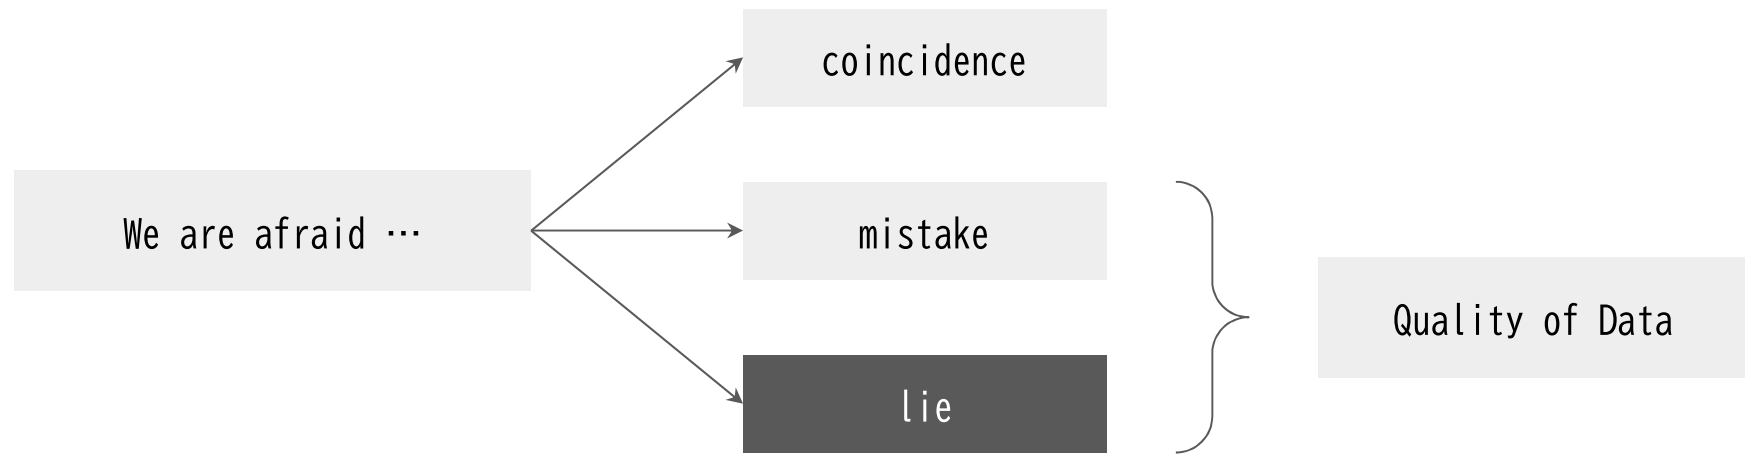 coincidence
We are afraid …
mistake
lie
Quality of Data